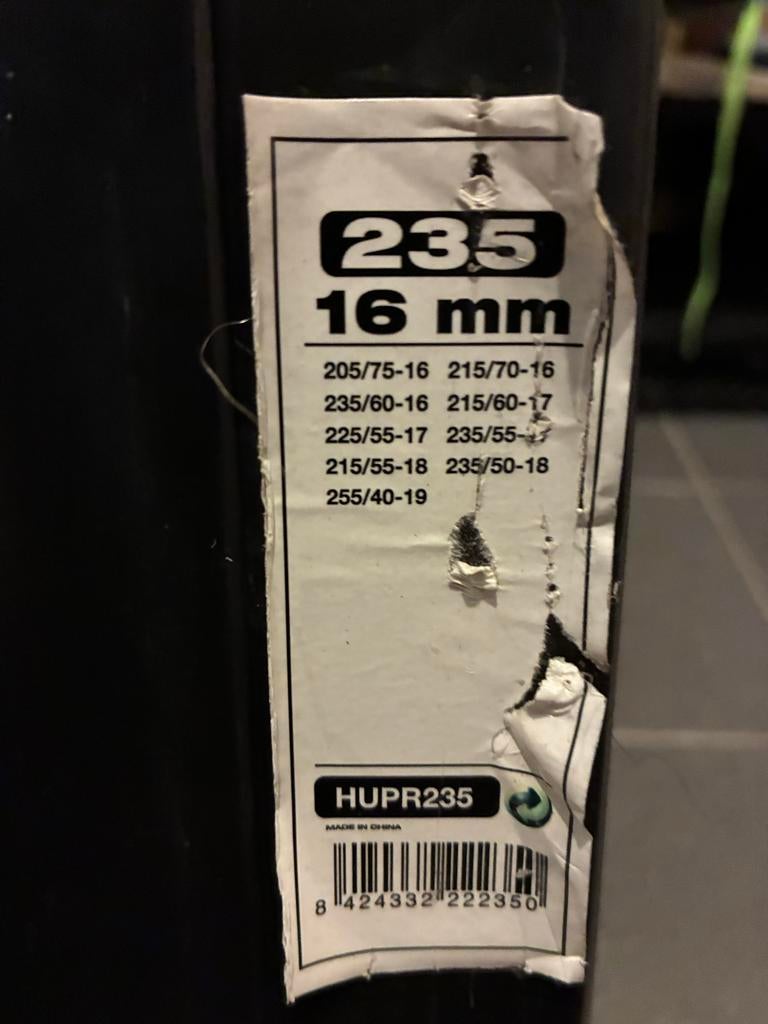 235
16 mm
205/75-16 215/70-16
235/60-16 215/60-17
225/55-17 235/55-17
215/55-18 235/50-18
255/40-19
HUPR235
MADE IN CHINA
8 424332 222350